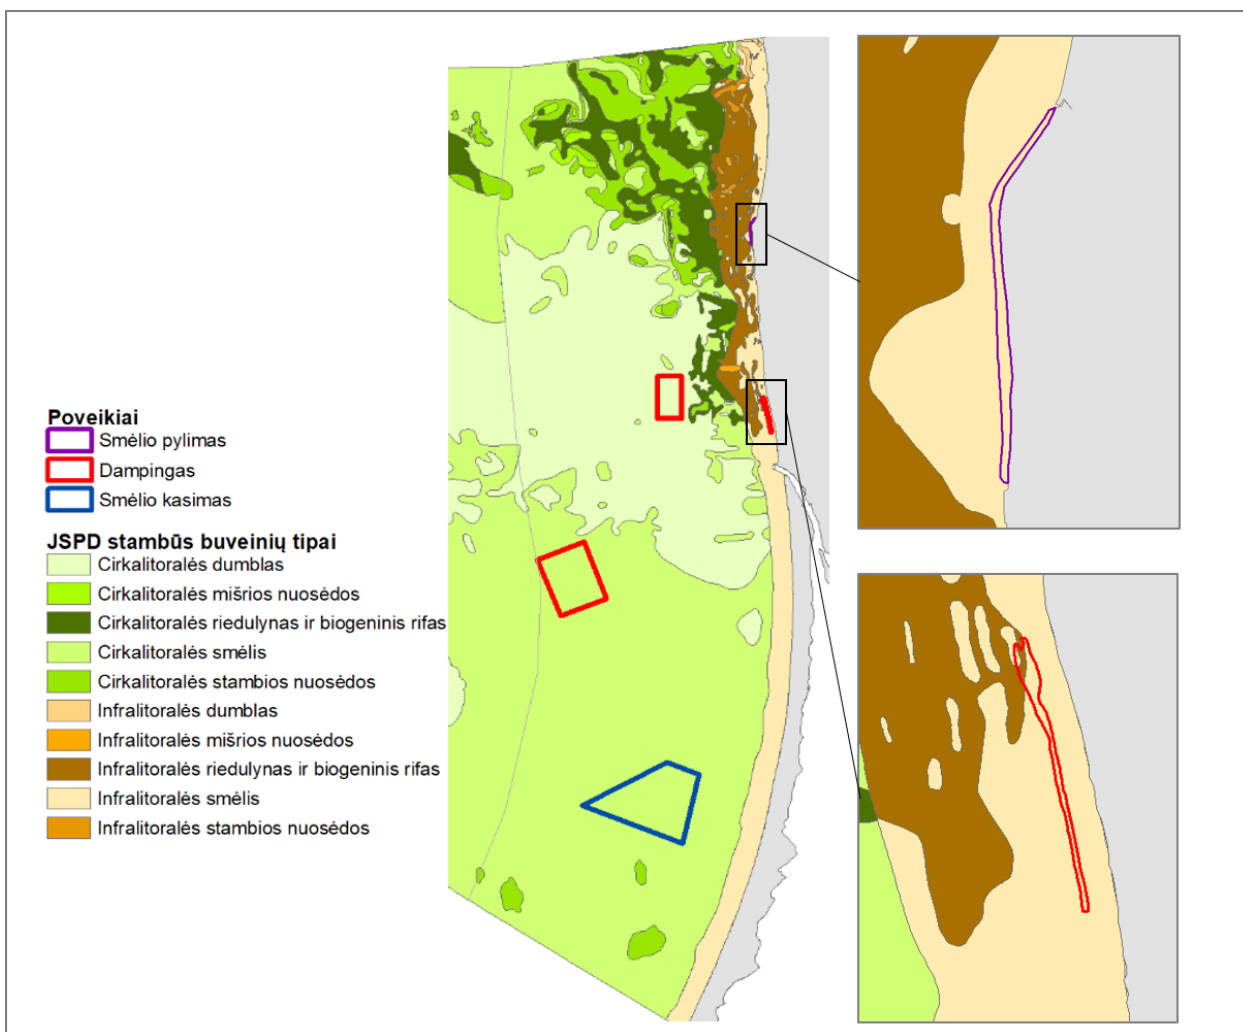 Poveikiai
Smėlio pylimas
Dampingas
Smėlio kasimas
JSPD stambūs buveinių tipai
Cirkalitoralės dumblas
Cirkalitoralės mišrios nuosėdos
Cirkalitoralės riedulynas ir biogeninis rifas
Cirkalitoralės smėlis
Cirkalitoralės stambios nuosėdos
Infralitoralės dumblas
Infralitoralės mišrios nuosėdos
Infralitoralės riedulynas ir biogeninis rifas
Infralitoralės smėlis
Infralitoralės stambios nuosėdos